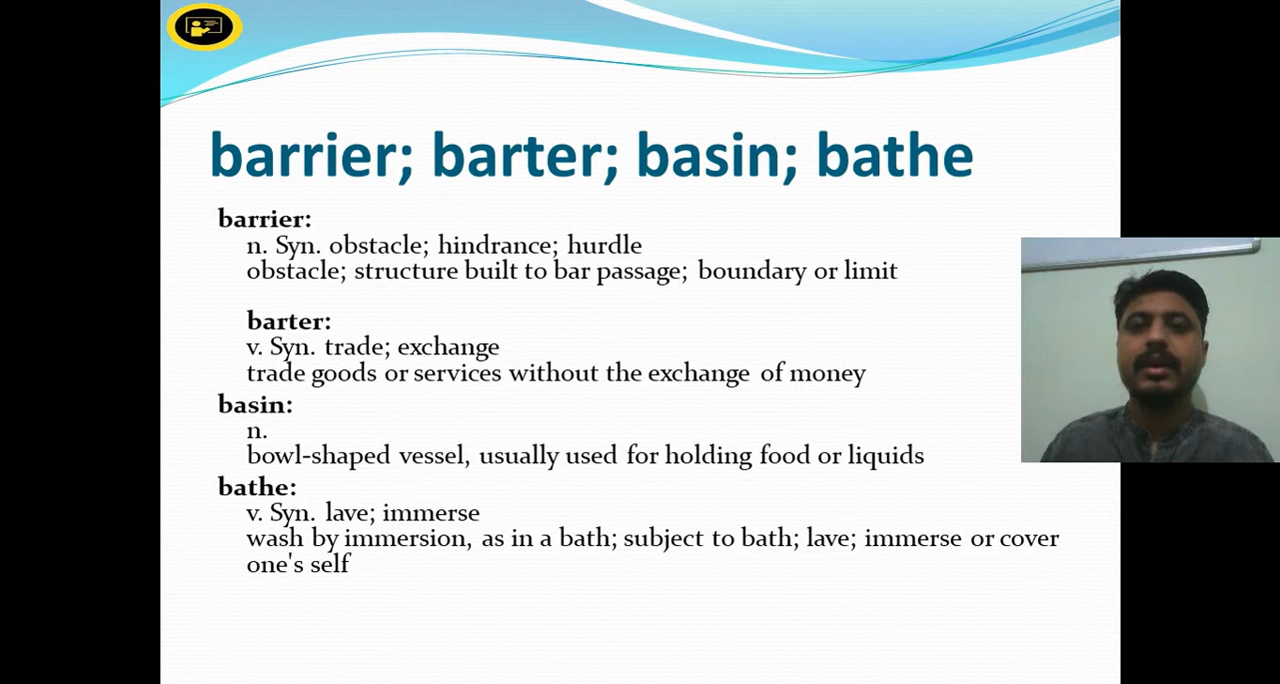 barrier; barter; basin; bathe
barrier:
n. Syn. obstacle; hindrance; hurdle
obstacle; structure built to bar passage; boundary or limit
barter:
v. Syn. trade; exchange
trade goods or services without the exchange of money
basin:
n.
bowl-shaped vessel, usually used for holding food or liquids
bathe:
v. Syn. lave; immerse
wash by immersion, as in a bath; subject to bath; lave; immerse or cover
one's self